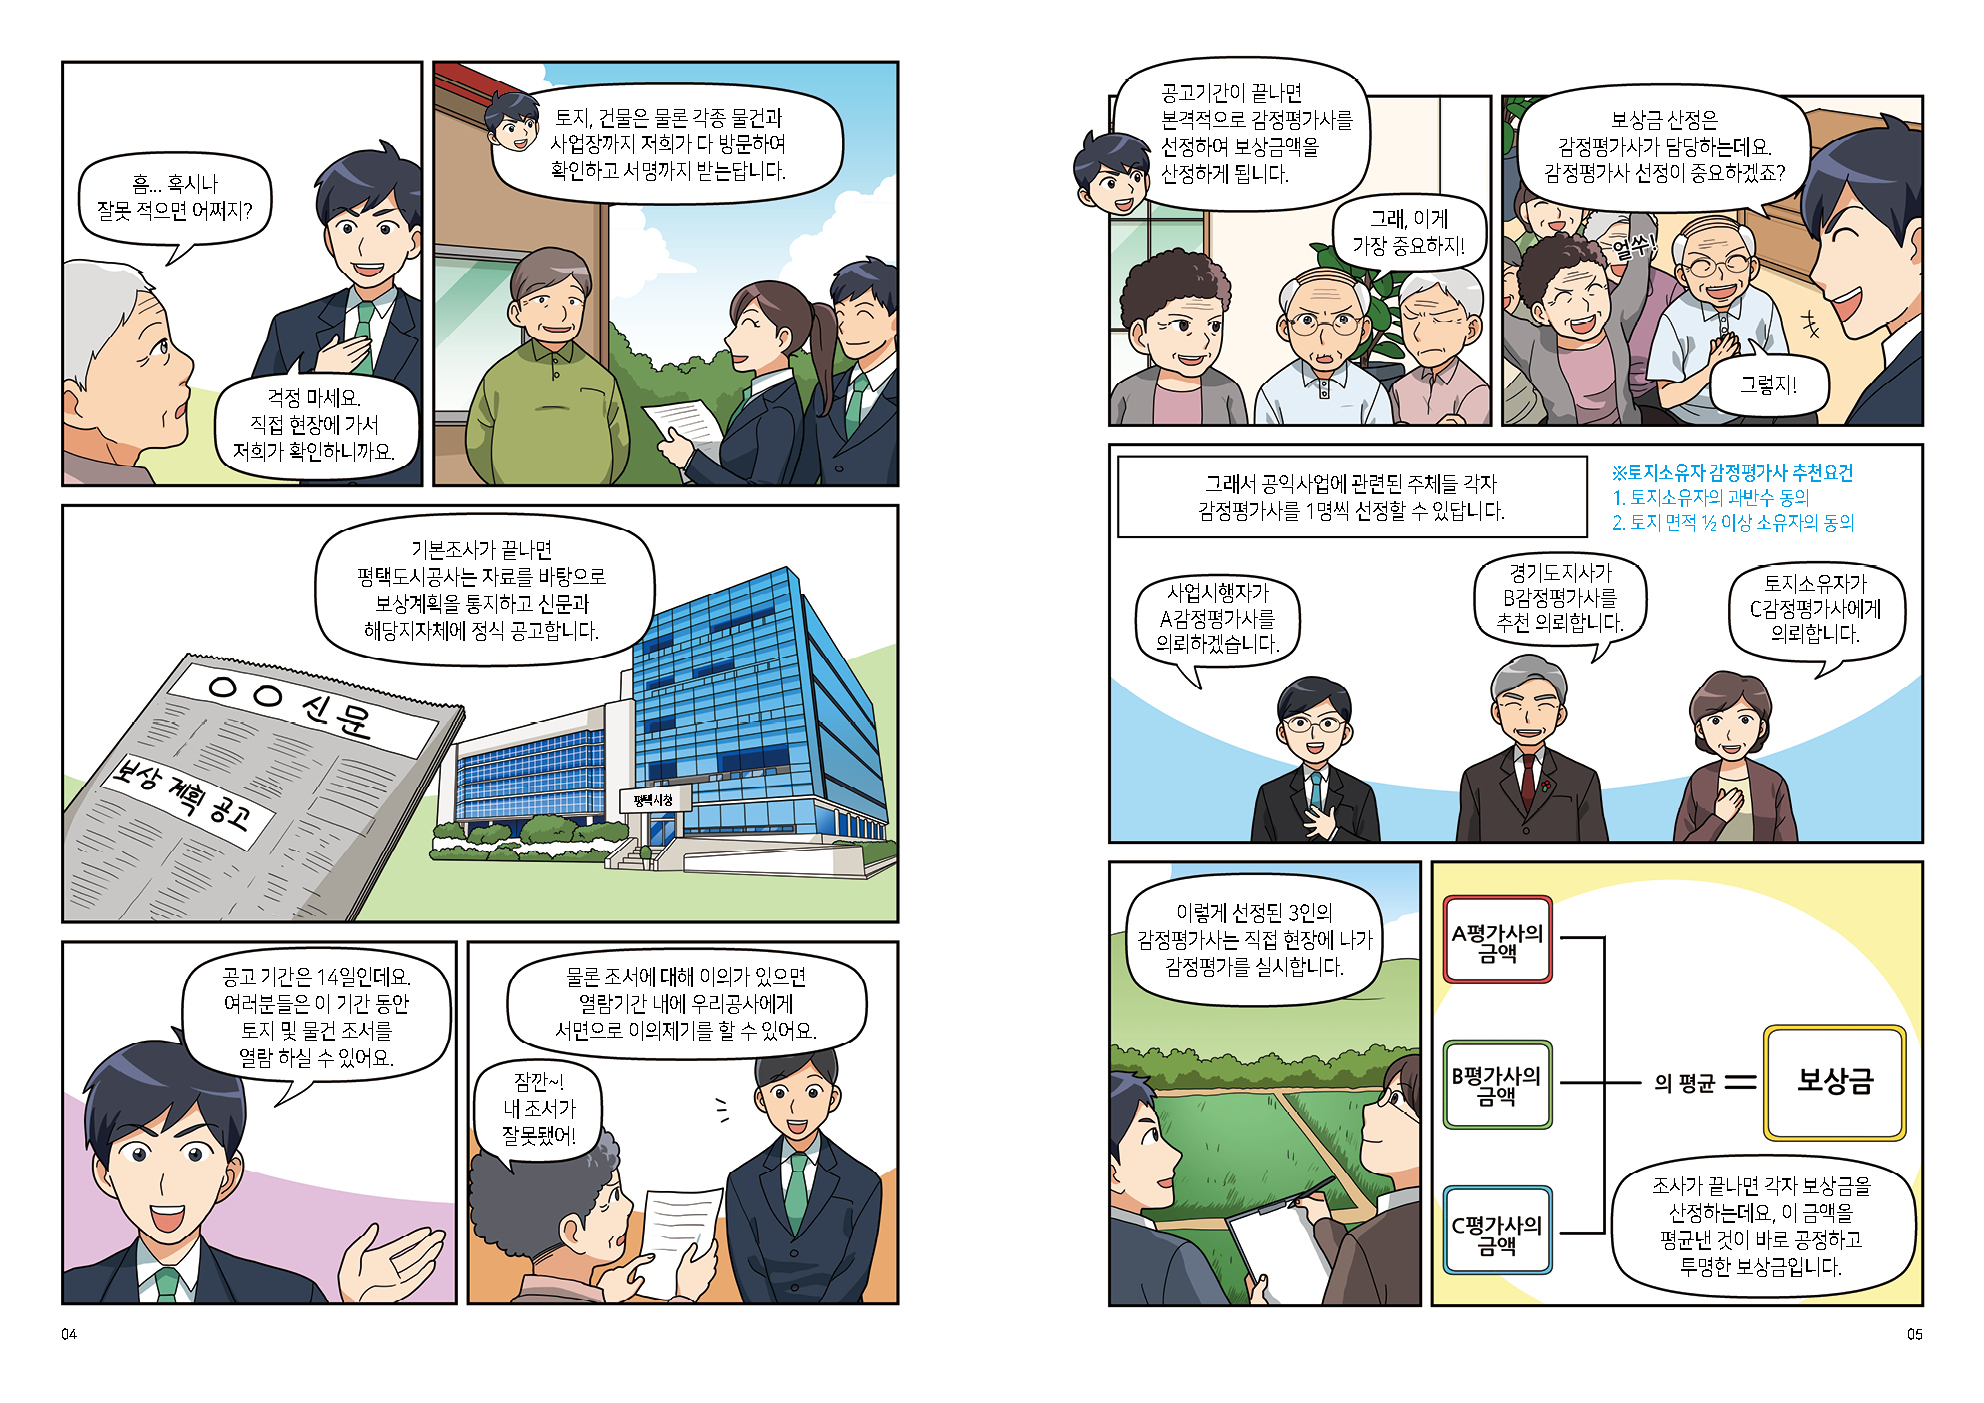 흠... 혹시나
잘못 적으면 어쩌지?
걱정 마세요.
직접 현장에 가서
저희가 확인하니까요.
토지, 건물은 물론 각종 물건과
사업장까지 저희가 다 방문하여
확인하고 서명까지 받는답니다.
기본조사가 끝나면
평택도시공사는 자료를 바탕으로
보상계획을 통지하고 신문과
해당지자체에 정식 공고합니다.
○○ 신문
보상 계획 공고
평택시청
공고 기간은 14일인데요.
여러분들은 이 기간 동안
토지 및 물건 조서를
열람 하실 수 있어요.
물론 조서에 대해 이의가 있으면
열람기간 내에 우리공사에게
서면으로 이의제기를 할 수 있어요.
잠깐~!
내 조서가
잘못됐어!
04
공고기간이 끝나면
본격적으로 감정평가사를
선정하여 보상금액을
산정하게 됩니다.
그래, 이게
가장 중요하지!
보상금 산정은
감정평가사가 담당하는데요.
감정평가사 선정이 중요하겠죠?
얼쑤!
그렇지!
그래서 공익사업에 관련된 주체들 각자
감정평가사를 1명씩 선정할 수 있답니다.
※토지소유자 감정평가사 추천요건
1. 토지소유자의 과반수 동의
2. 토지 면적 ½ 이상 소유자의 동의
사업시행자가
A감정평가사를
의뢰하겠습니다.
경기도지사가
B감정평가사를
추천 의뢰합니다.
토지소유자가
C감정평가사에게
의뢰합니다.
이렇게 선정된 3인의
감정평가사는 직접 현장에 나가
감정평가를 실시합니다.
A평가사의
금액
B평가사의
금액
C평가사의
금액
의 평균 =
보상금
조사가 끝나면 각자 보상금을
산정하는데요, 이 금액을
평균낸 것이 바로 공정하고
투명한 보상금입니다.
05